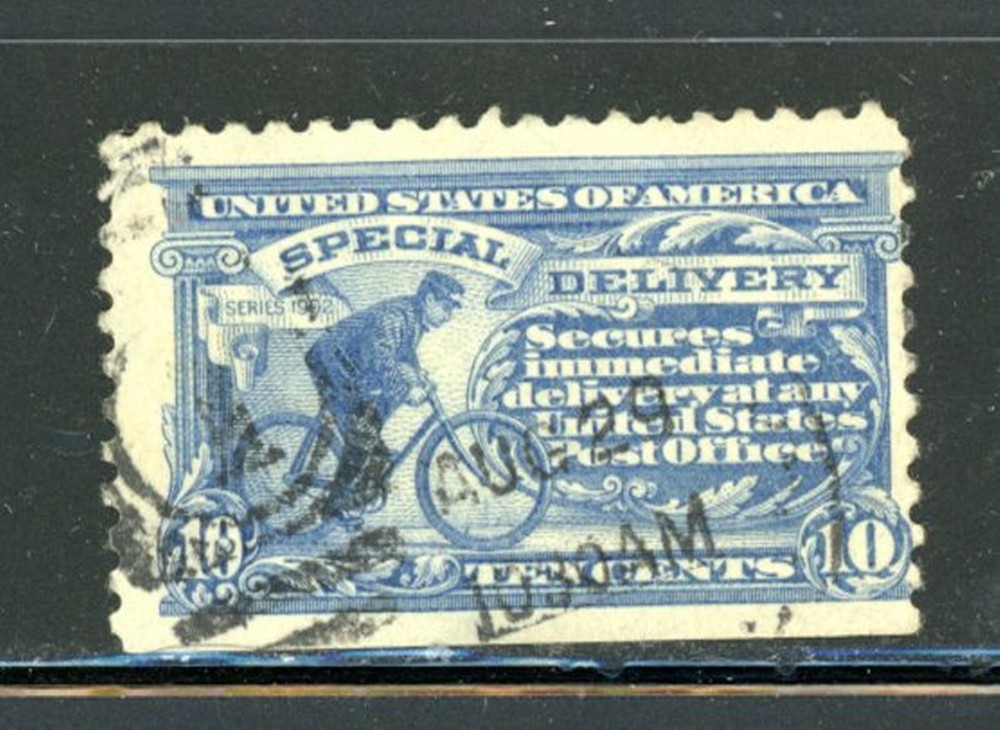 UNITED STATES OF AMERICA
SPECIAL
DELIVERY
SERIES 1902
Secures
immediate
delivery at any
United States
Post Office
AUG 29
10 30 AM
10
TEN CENTS
10